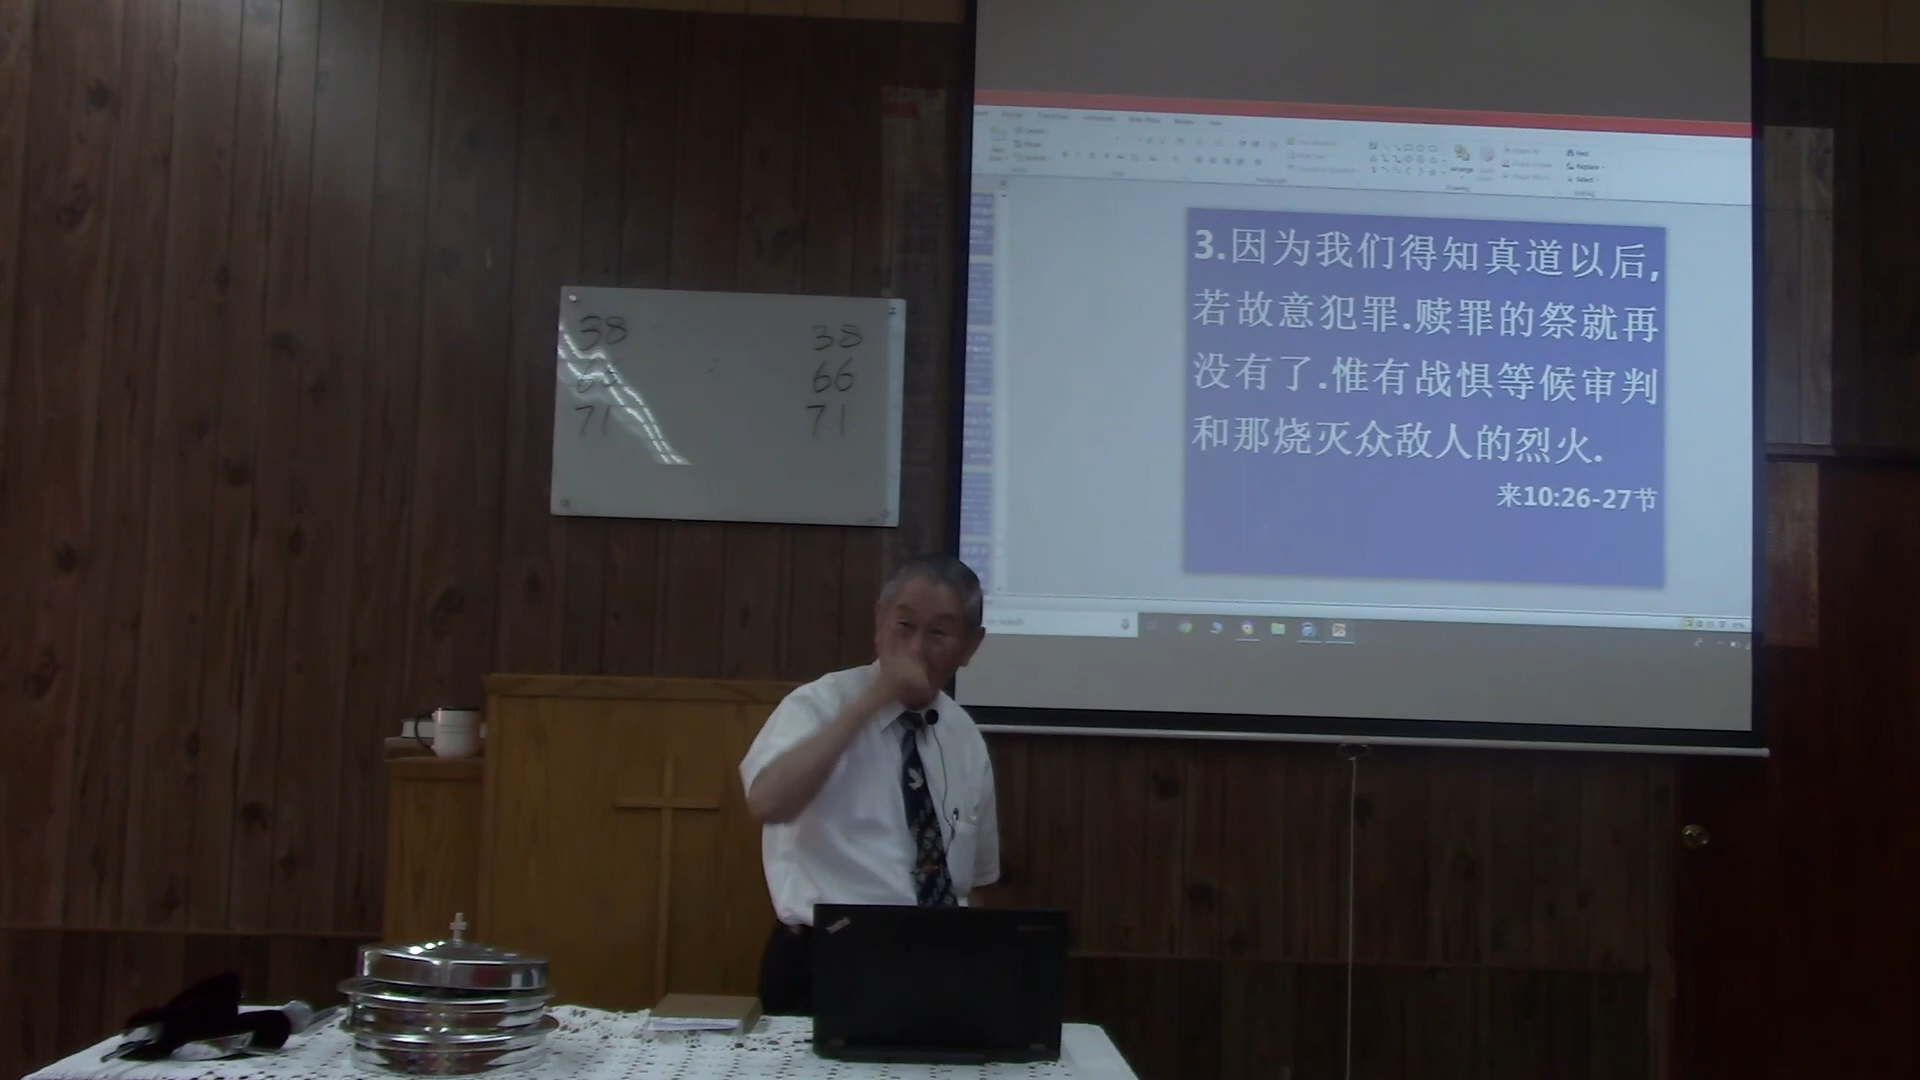 38 38
66 66
71 71
3.因为我们得知真道以后,
若故意犯罪.赎罪的祭就再
没有了.惟有战惧等候审判
和那烧灭众敌人的烈火.
来10:26-27节